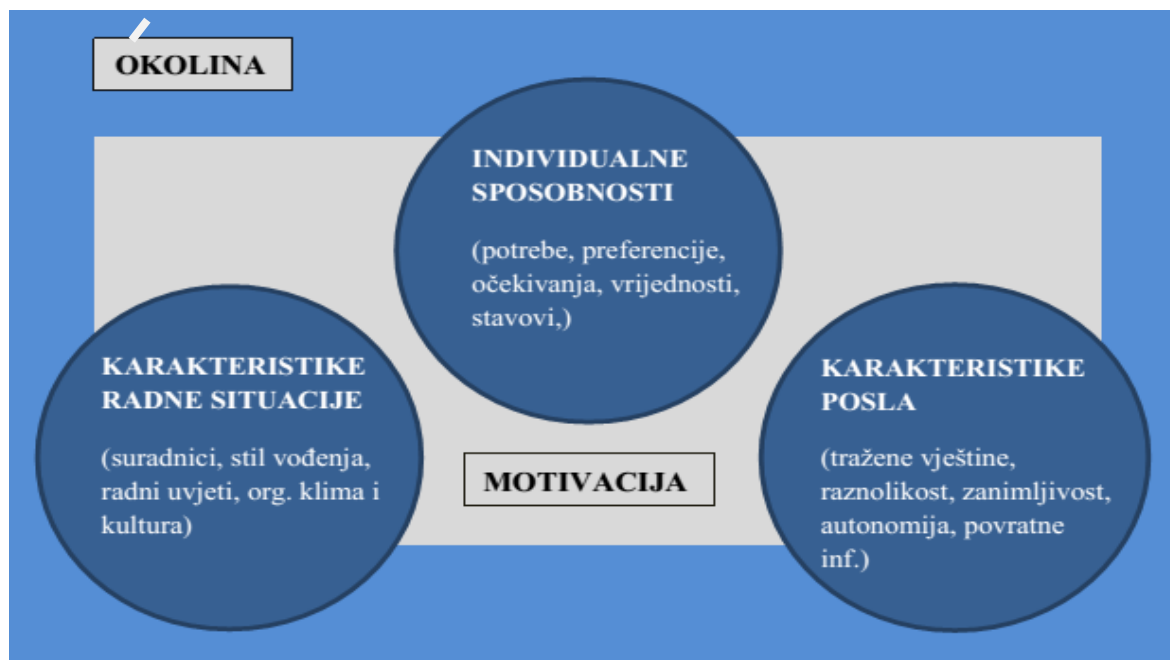 OKOLINA
INDIVIDUALNE
SPOSOBNOSTI
(potrebe, preferencije,
očekivanja, vrijednosti,
stavovi,)
KARAKTERISTIKE
RADNE SITUACIJE
(suradnici, stil vođenja,
radni uvjeti, org. klima i
kultura)
MOTIVACIJA
KARAKTERISTIKE
POSLA
(tražene vještine,
raznolikost, zanimljivost,
autonomija, povratne
inf.)